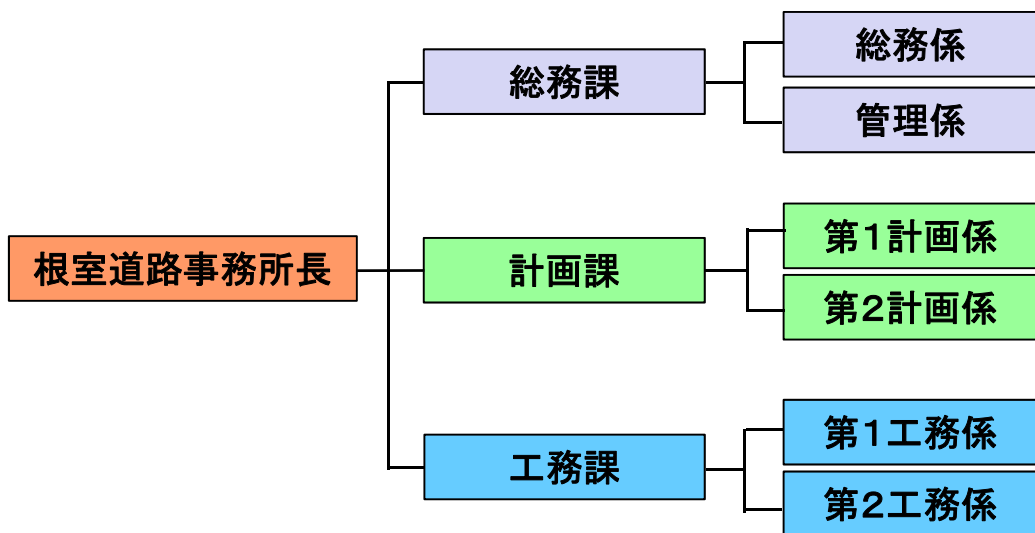 根室道路事務所長
総務課
総務係
管理係
計画課
第1計画係
第2計画係
工務課
第1工務係
第2工務係